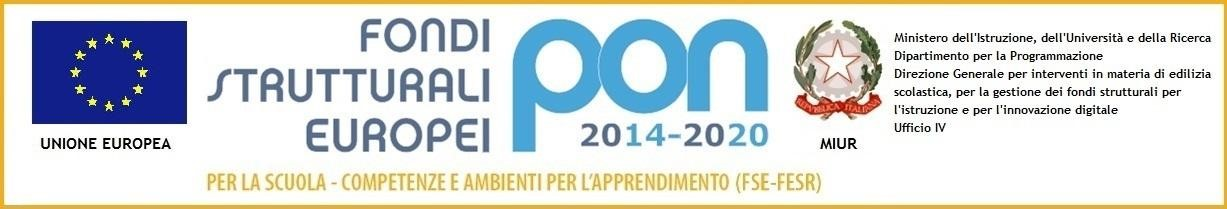 UNIONE EUROPEA
FONDI
STRUTTURALI
EUROPEI
pon
2014-2020
PER LA SCUOLA - COMPETENZE E AMBIENTI PER L'APPRENDIMENTO (FSE-FESR)
REPVBBLICA ITALIANA
MIUR
Ministero dell'Istruzione, dell'Università e della Ricerca
Dipartimento per la Programmazione
Direzione Generale per interventi in materia di edilizia
scolastica, per la gestione dei fondi strutturali per
l'istruzione e per l'innovazione digitale
Ufficio IV